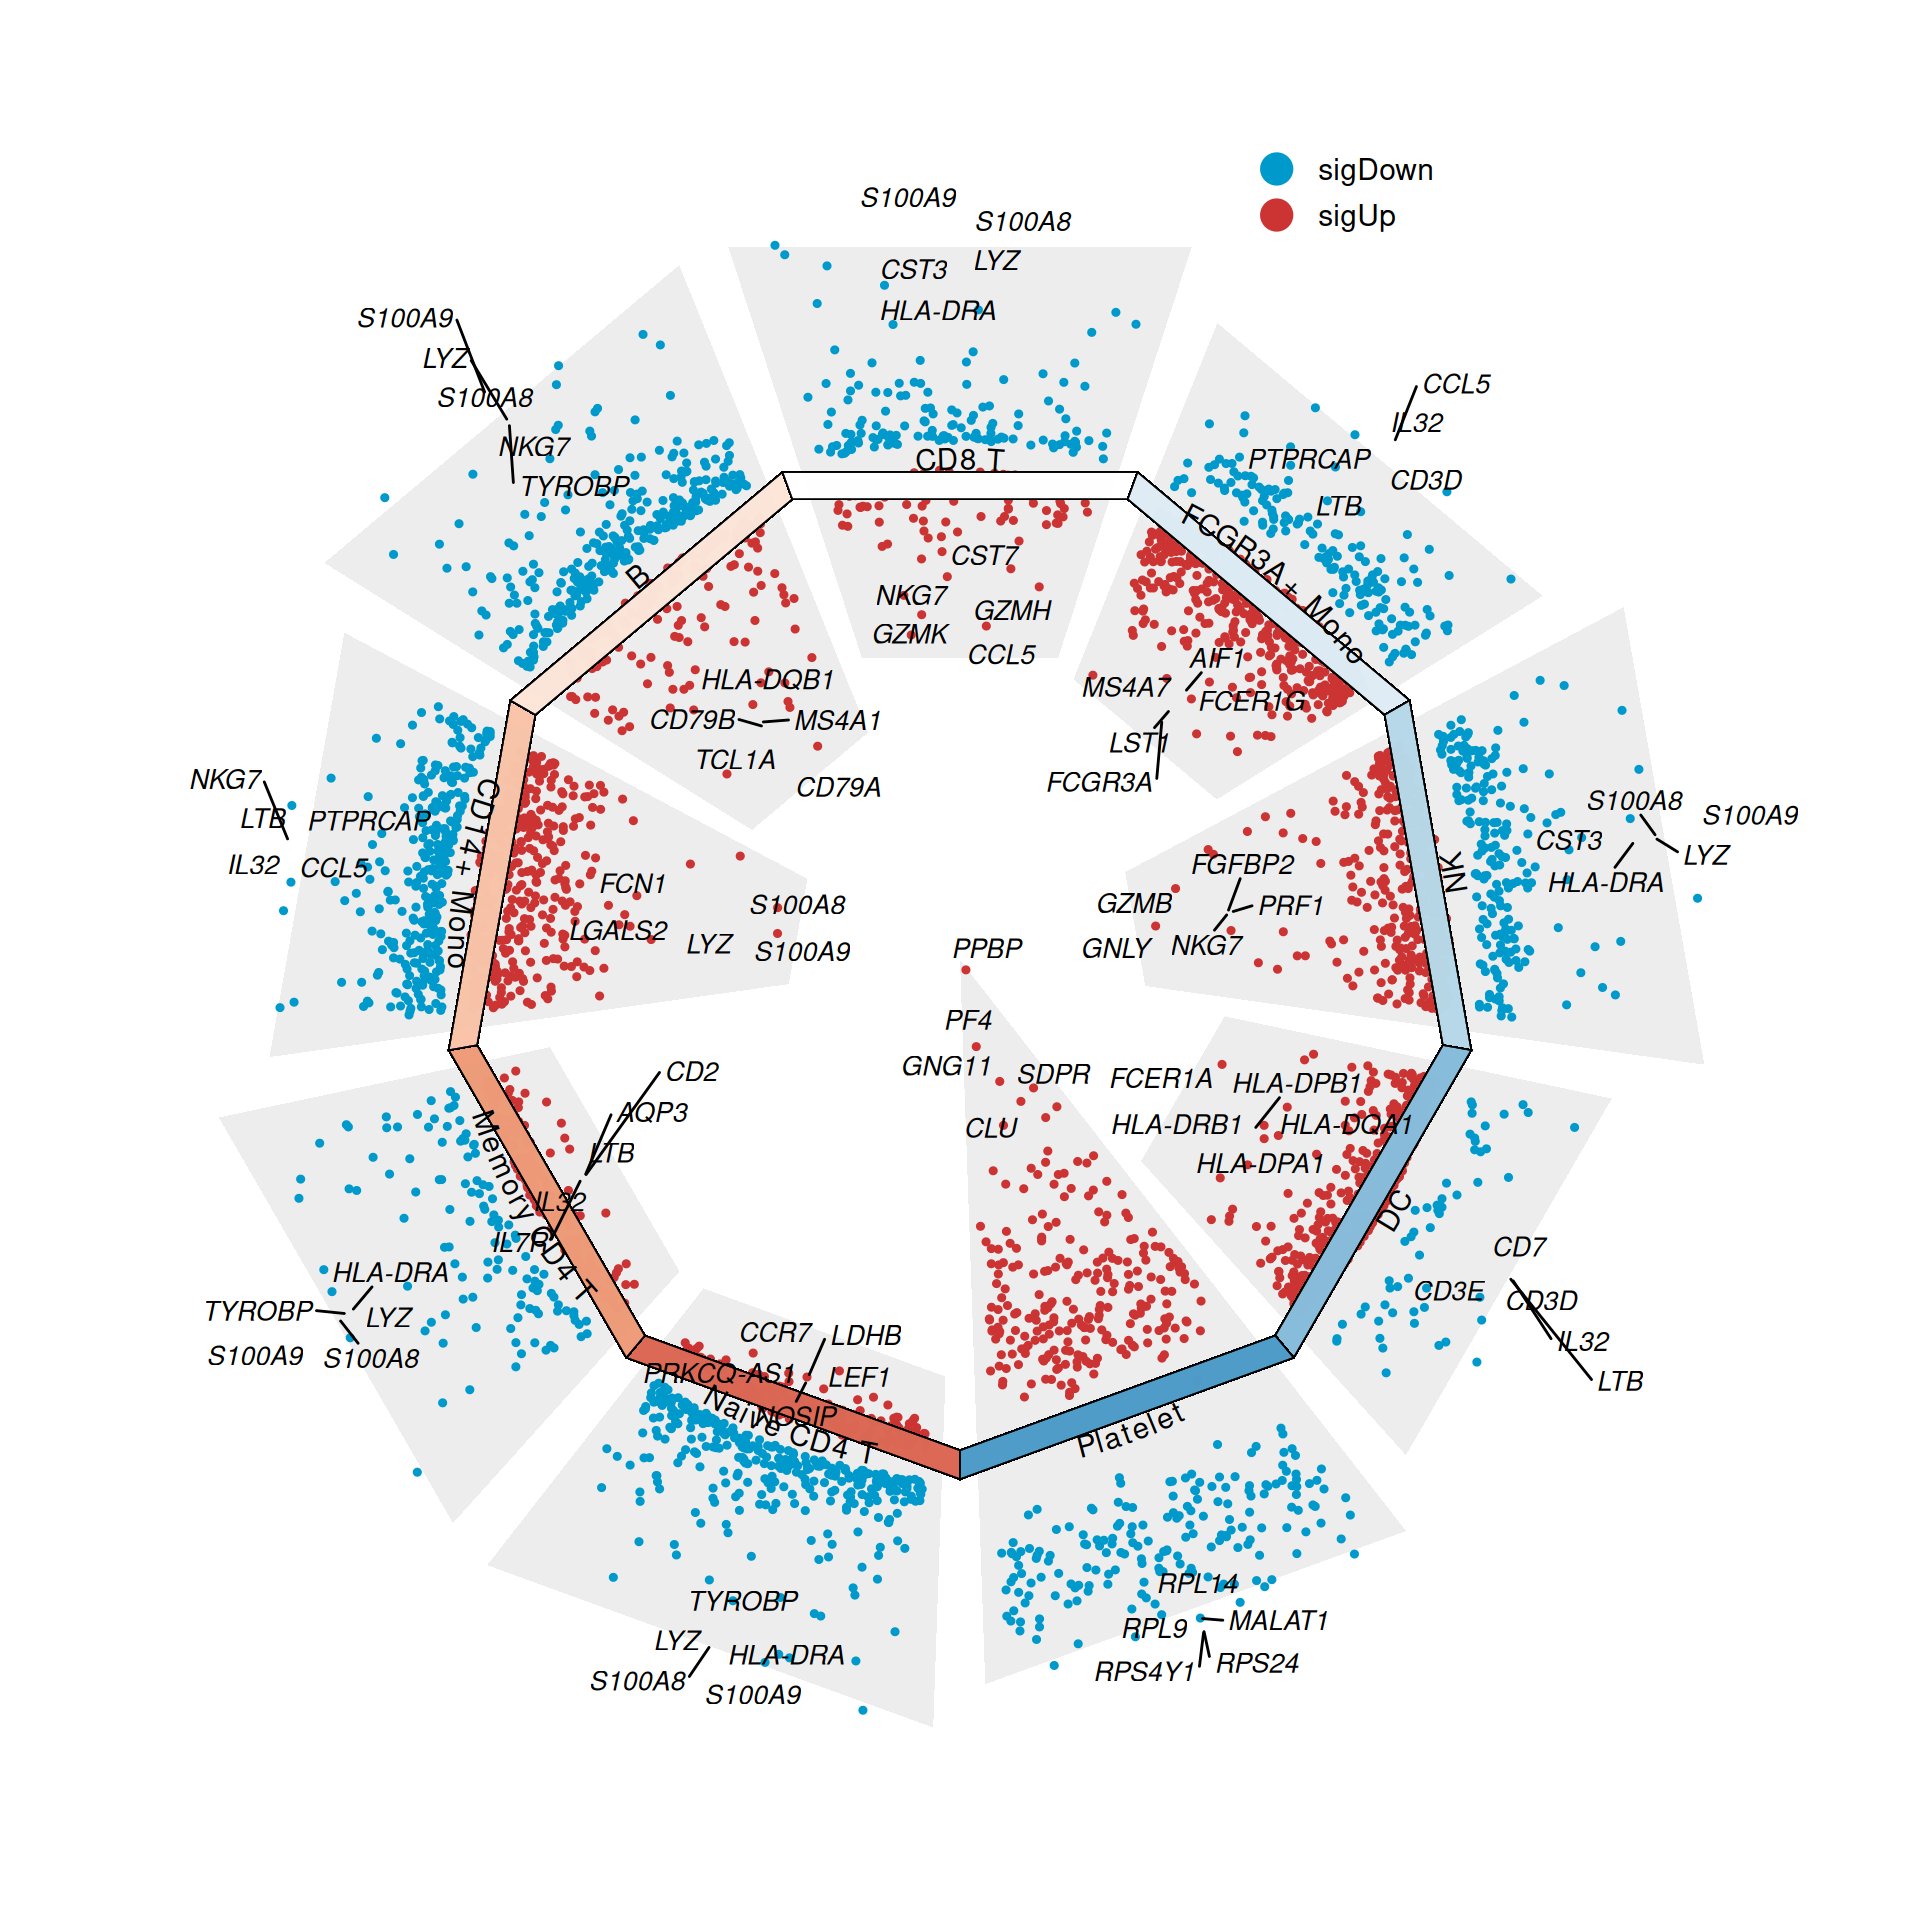 sigDown
sigUp
S100A9
S100A8
LYZ
CST3
HLA-DRA
CD8 T
CST7
NKG7
GZMH
GZMK
CCL5
CCL5
IL32
PTPRCAP
CD3D
LTB
FCGR3A+ Mono
AIF1
MS4A7
FCER1G
LST1
FCGR3A
S100A8
S100A9
CST3
LYZ
HLA-DRA
NK
FGFBP2
GZMB
PRF1
GNLY
NKG7
FCER1A
HLA-DPB1
HLA-DRB1
HLA-DQA1
HLA-DPA1
DC
CD7
CD3E
CD3D
IL32
LTB
PPBP
PF4
GNG11
SDPR
CLU
Platelet
RPL14
RPL9
MALAT1
RPS4Y1
RPS24
CCR7
LDHB
PRKCQ-AS1
LEF1
NOSIP
Naive CD4 T
TYROBP
LYZ
HLA-DRA
S100A8
S100A9
CD2
AQP3
LTB
IL32
IL7R
Memory CD4 T
HLA-DRA
TYROBP
LYZ
S100A9
S100A8
NKG7
LTB
PTPRCAP
IL32
CCL5
CD14+ Mono
FCN1
S100A8
LGALS2
LYZ
S100A9
S100A9
LYZ
S100A8
NKG7
TYROBP
B
HLA-DQB1
CD79B
MS4A1
TCL1A
CD79A